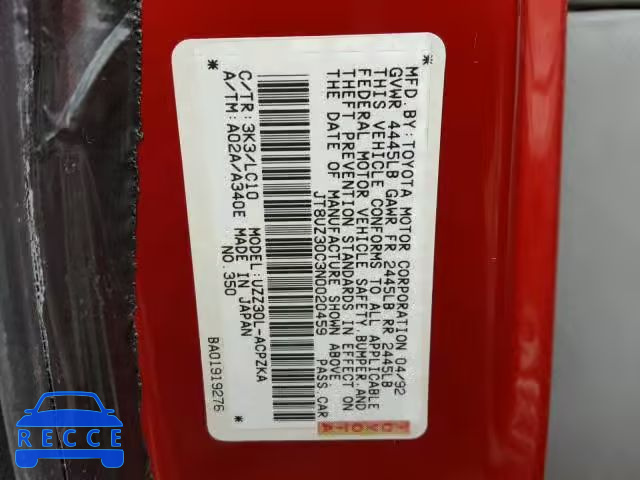 MFD. BY: TOYOTA MOTOR CORPORATION 04/92
GVWR 4445LB GAWR FR 2445LB RR 2445LB
THIS VEHICLE CONFORMS TO ALL APPLICABLE
FEDERAL MOTOR VEHICLE SAFETY, BUMPER, AND
THEFT PREVENTION STANDARDS IN EFFECT ON
THE DATE OF MANUFACTURE SHOWN ABOVE.
JT8UZ30C3N0020459 PASS. CAR
TOYOTA
C/TR: 3K3/LC10 MODEL: UZZ30L-ACPZKA
A/TM: A02A/A340E MADE IN JAPAN
NO. 350
BA01919276
RECCE